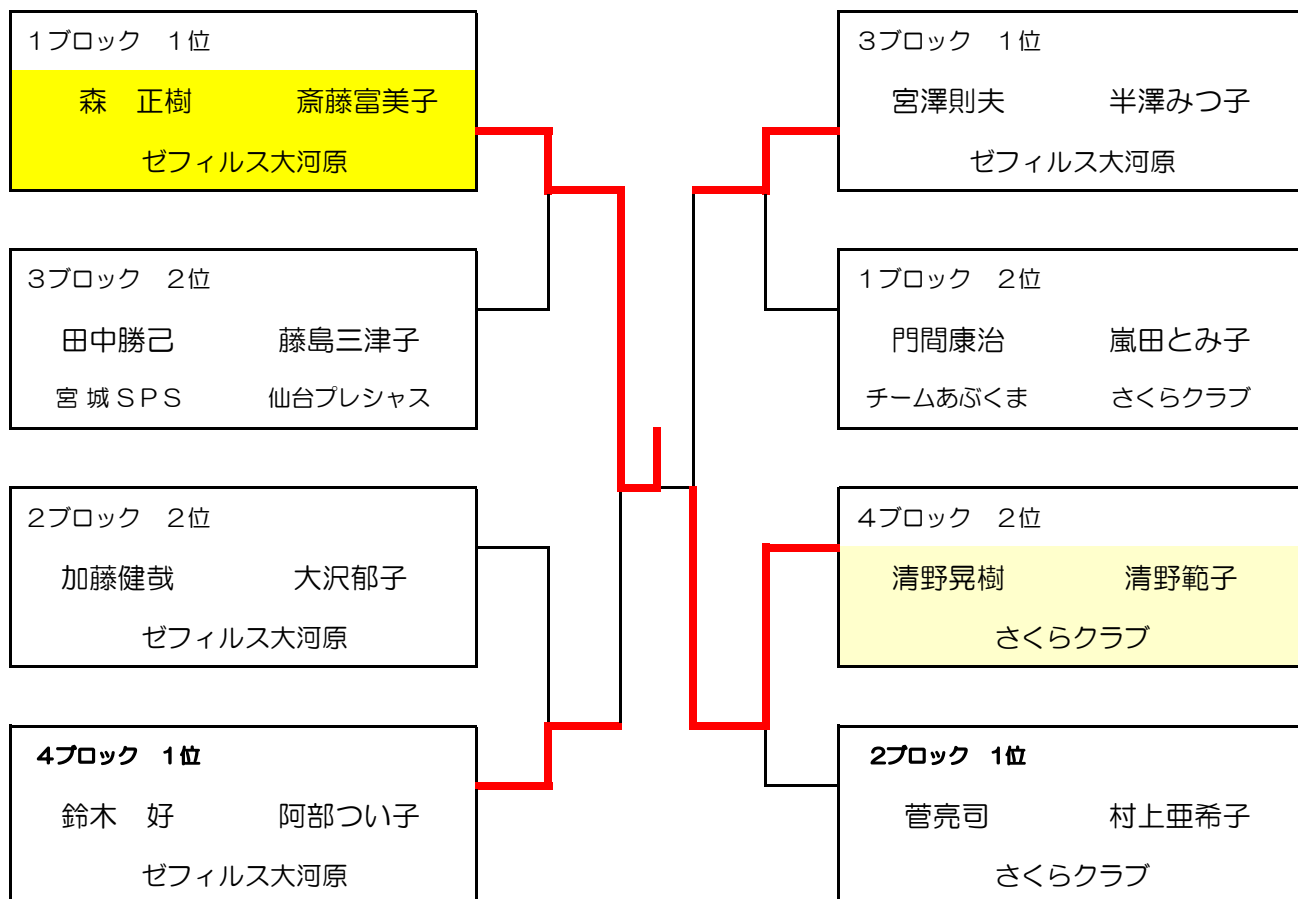 1ブロック　1位
森　正樹　斎藤富美子
ゼフィルス大河原
3ブロック　2位
田中勝己　藤島三津子
宮 城ＳＰＳ　仙台プレシャス
2ブロック　2位
加藤健哉　大沢郁子
ゼフィルス大河原
4ブロック　1位
鈴木　好　阿部つい子
ゼフィルス大河原
3ブロック　1位
宮澤則夫　半澤みつ子
ゼフィルス大河原
1ブロック　2位
門間康治　嵐田とみ子
チームあぶくま　さくらクラブ
4ブロック　2位
清野晃樹　清野範子
さくらクラブ
2ブロック　1位
菅亮司　村上亜希子
さくらクラブ